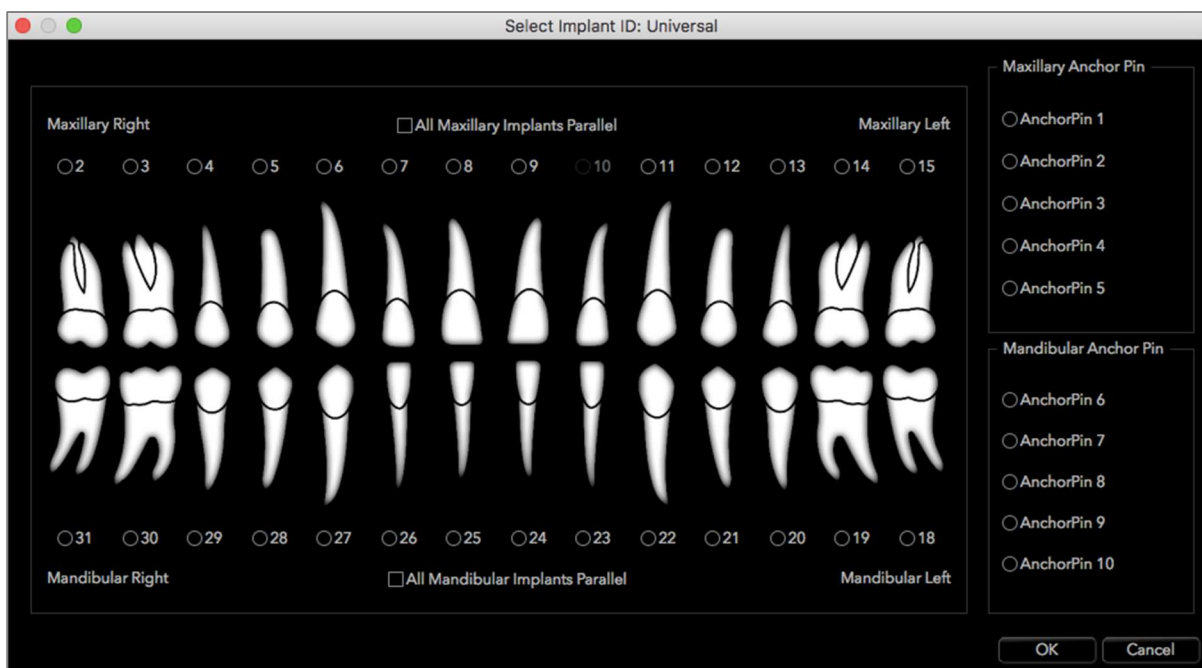 Select Implant ID: Universal
Maxillary Right
All Maxillary Implants Parallel
Maxillary Left
2 3 4 5 6 7 8 9 10 11 12 13 14 15
31 30 29 28 27 26 25 24 23 22 21 20 19 18
Mandibular Right
All Mandibular Implants Parallel
Mandibular Left
Maxillary Anchor Pin
AnchorPin 1
AnchorPin 2
AnchorPin 3
AnchorPin 4
AnchorPin 5
Mandibular Anchor Pin
AnchorPin 6
AnchorPin 7
AnchorPin 8
AnchorPin 9
AnchorPin 10
OK
Cancel